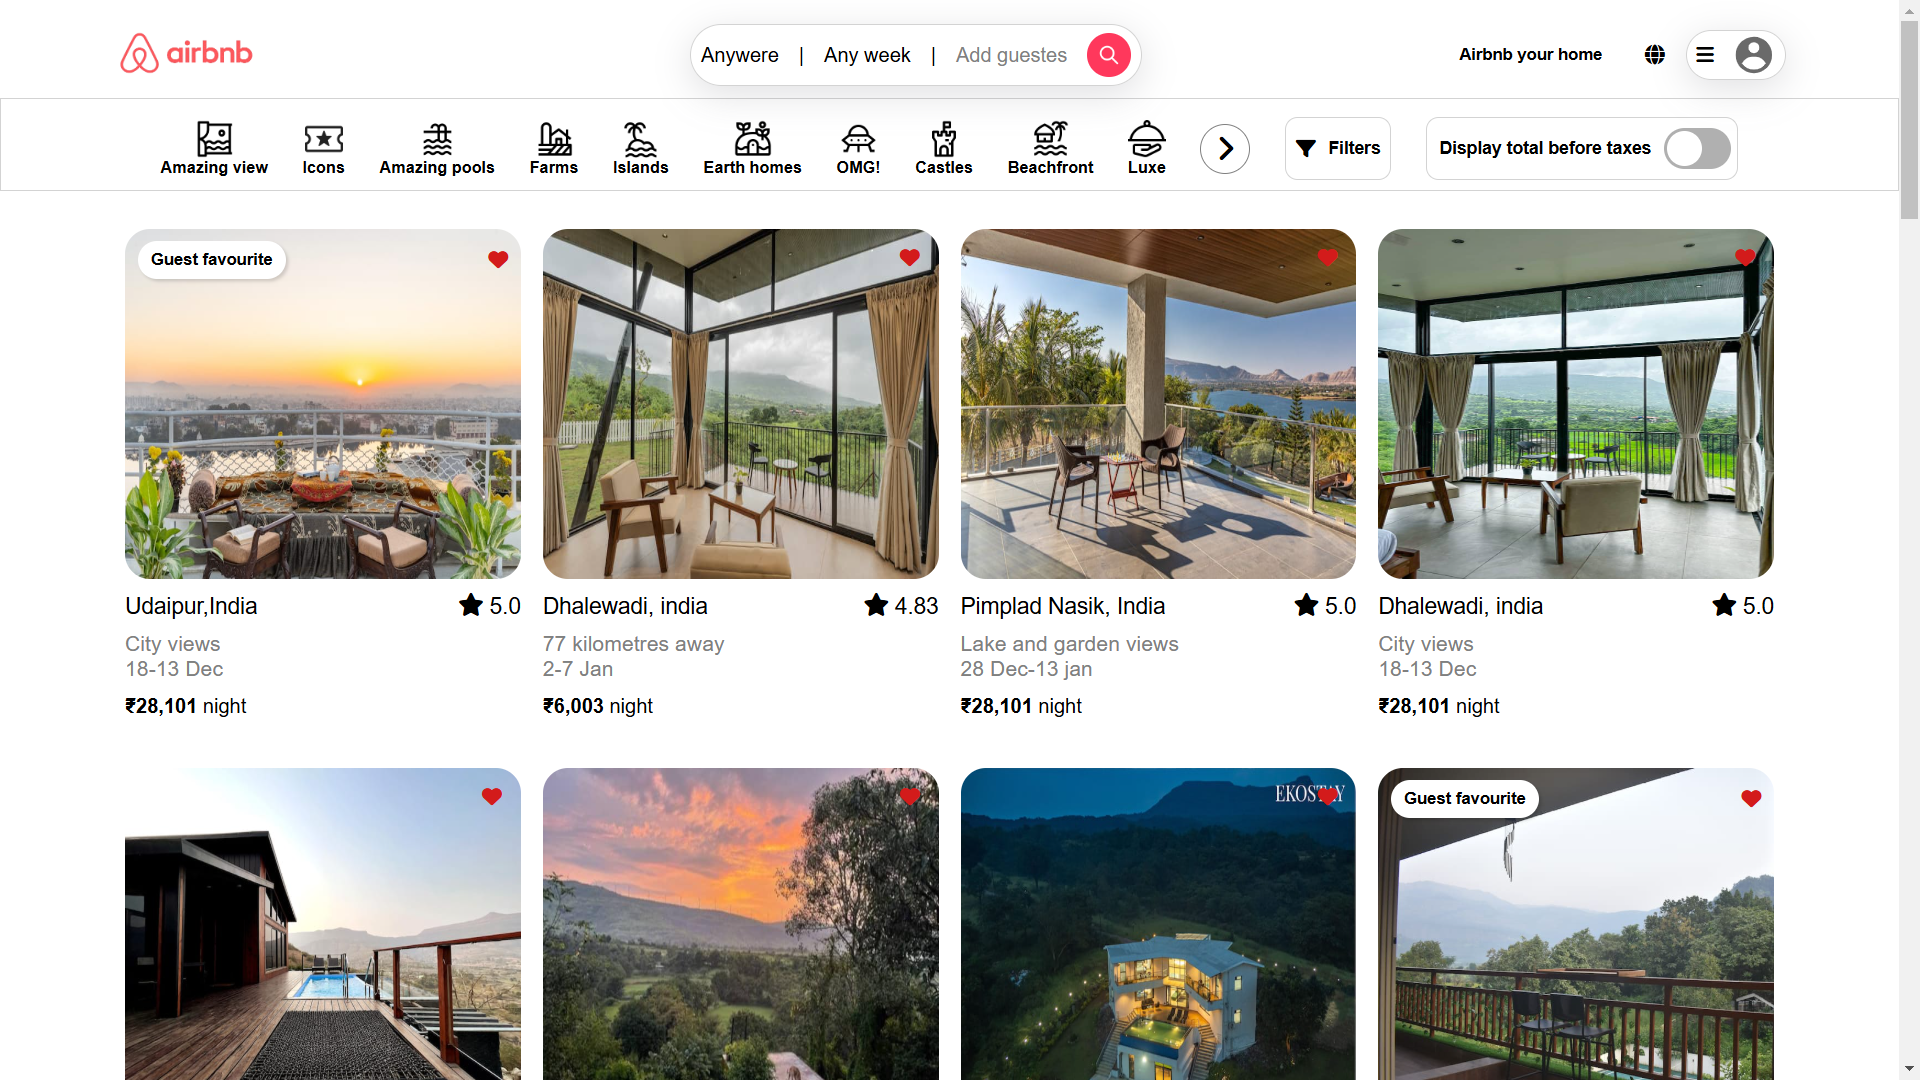 airbnb
Anywere | Any week | Add guestes
Airbnb your home
Amazing view
Icons
Amazing pools
Farms
Islands
Earth homes
OMG!
Castles
Beachfront
Luxe
Filters
Display total before taxes
Guest favourite
Udaipur,India 5.0
City views
18-13 Dec
₹28,101 night
Dhalewadi, india 4.83
77 kilometres away
2-7 Jan
₹6,003 night
Pimplad Nasik, India 5.0
Lake and garden views
28 Dec-13 jan
₹28,101 night
Dhalewadi, india 5.0
City views
18-13 Dec
₹28,101 night
EKOSTAY
Guest favourite